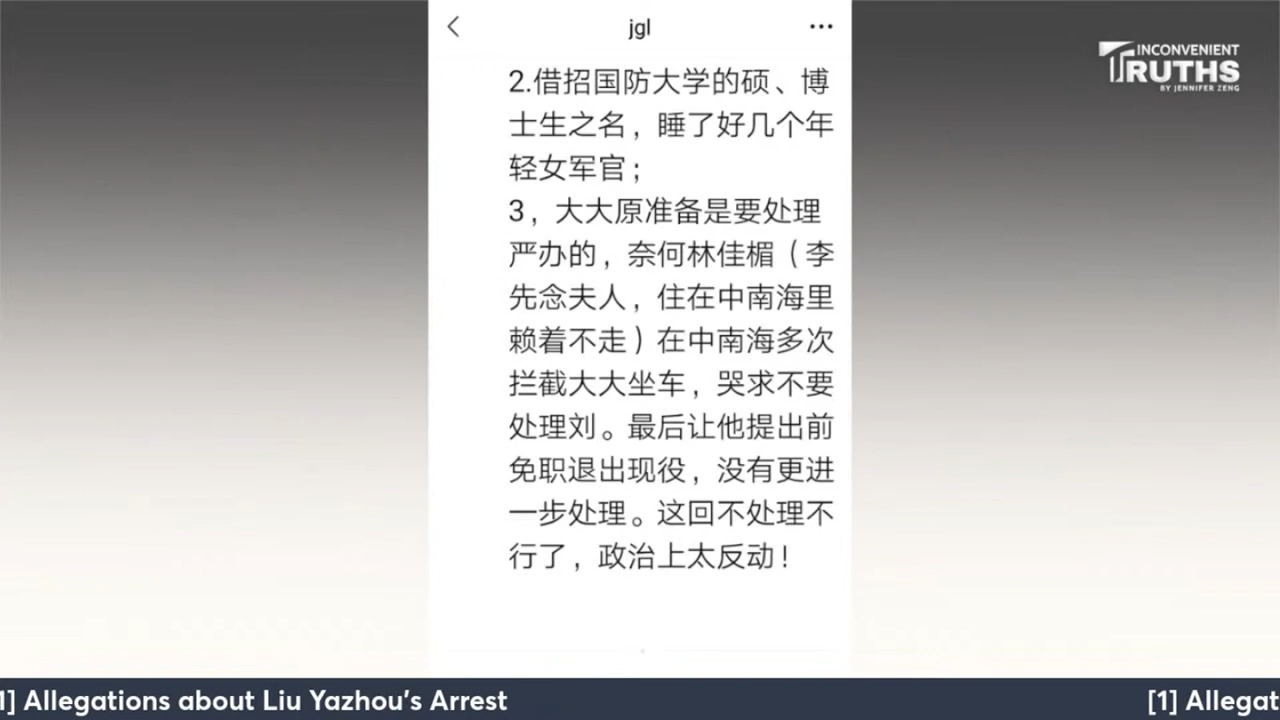 jgl
INCONVENIENT
TRUTHS
BY JENNIFER ZENG
2.借招国防大学的硕、博
士生之名，睡了好几个年
轻女军官；
3，大大原准备是要处理
严办的，奈何林佳楣（李
先念夫人，住在中南海里
赖着不走）在中南海多次
拦截大大坐车，哭求不要
处理刘。最后让他提出前
免职退出现役，没有更进
一步处理。这回不处理不
行了，政治上太反动！
1] Allegations about Liu Yazhou's Arrest
[1] Allegat